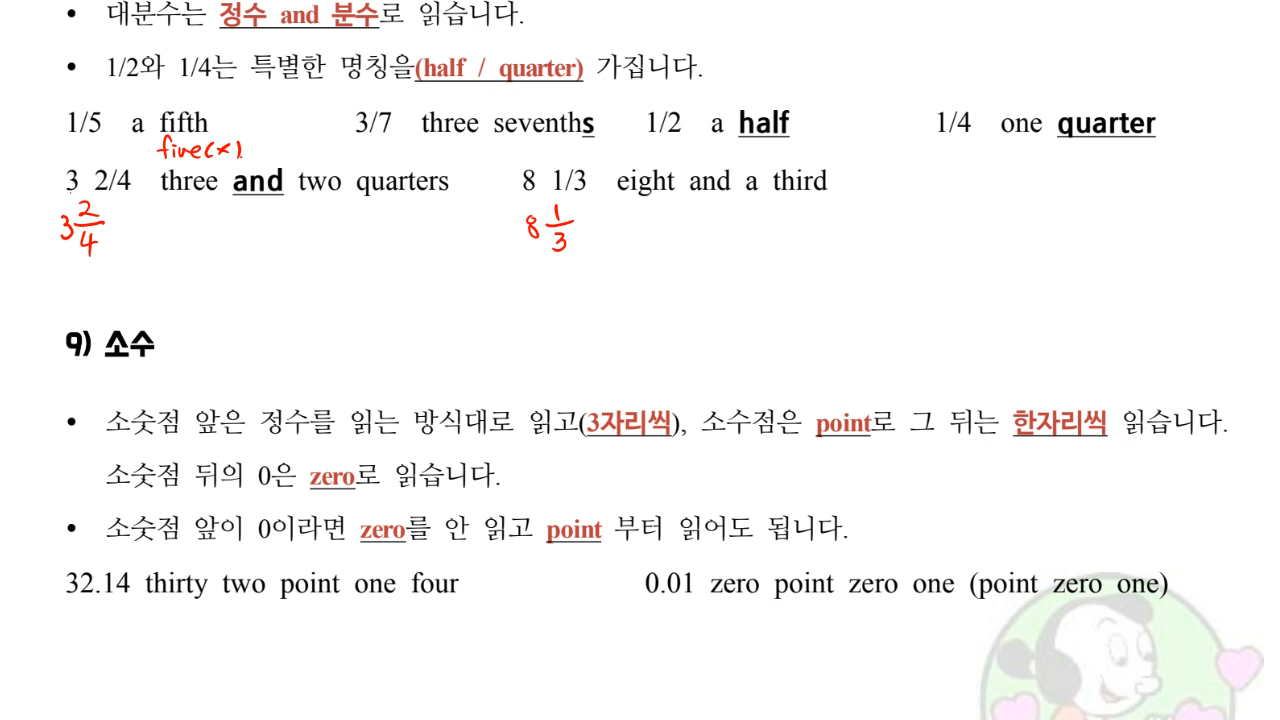 • 대분수는 정수 and 분수로 읽습니다.
• 1/2와 1/4는 특별한 명칭을(half / quarter) 가집니다.
1/5 a fifth 3/7 three sevenths 1/2 a half 1/4 one quarter
five(×).
3 2/4 three and two quarters 8 1/3 eight and a third
3 2/4 8 1/3
9) 소수
• 소숫점 앞은 정수를 읽는 방식대로 읽고(3자리씩), 소수점은 point로 그 뒤는 한자리씩 읽습니다.
소숫점 뒤의 0은 zero로 읽습니다.
• 소숫점 앞이 0이라면 zero를 안 읽고 point 부터 읽어도 됩니다.
32.14 thirty two point one four 0.01 zero point zero one (point zero one)